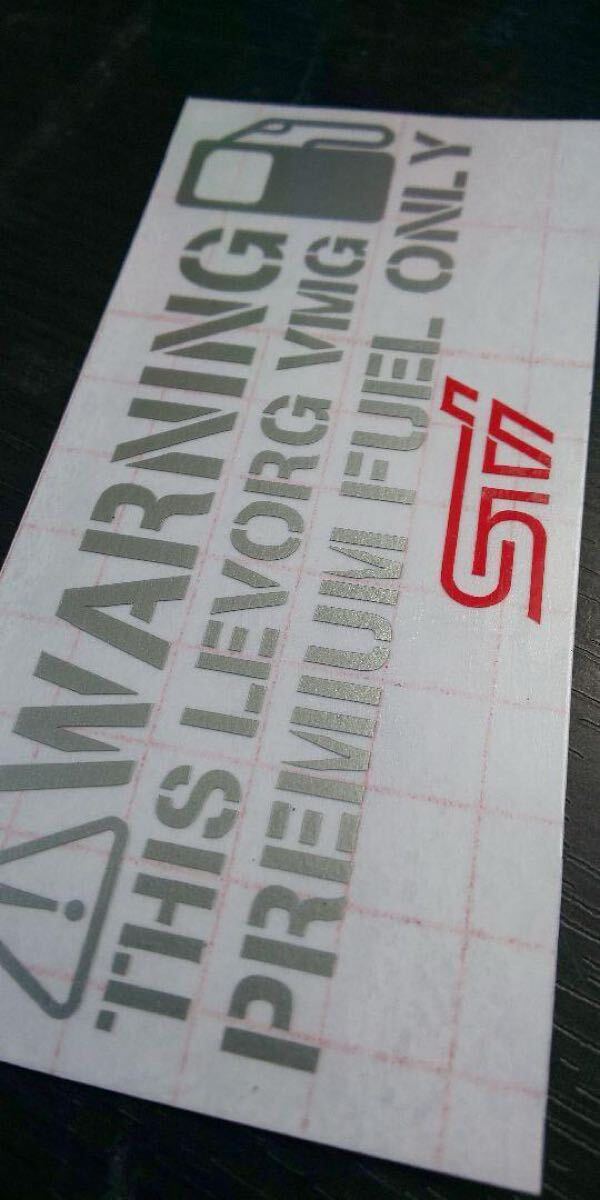 WARNING
THIS LEVORG VMG
PREMIUM FUEL ONLY
STI